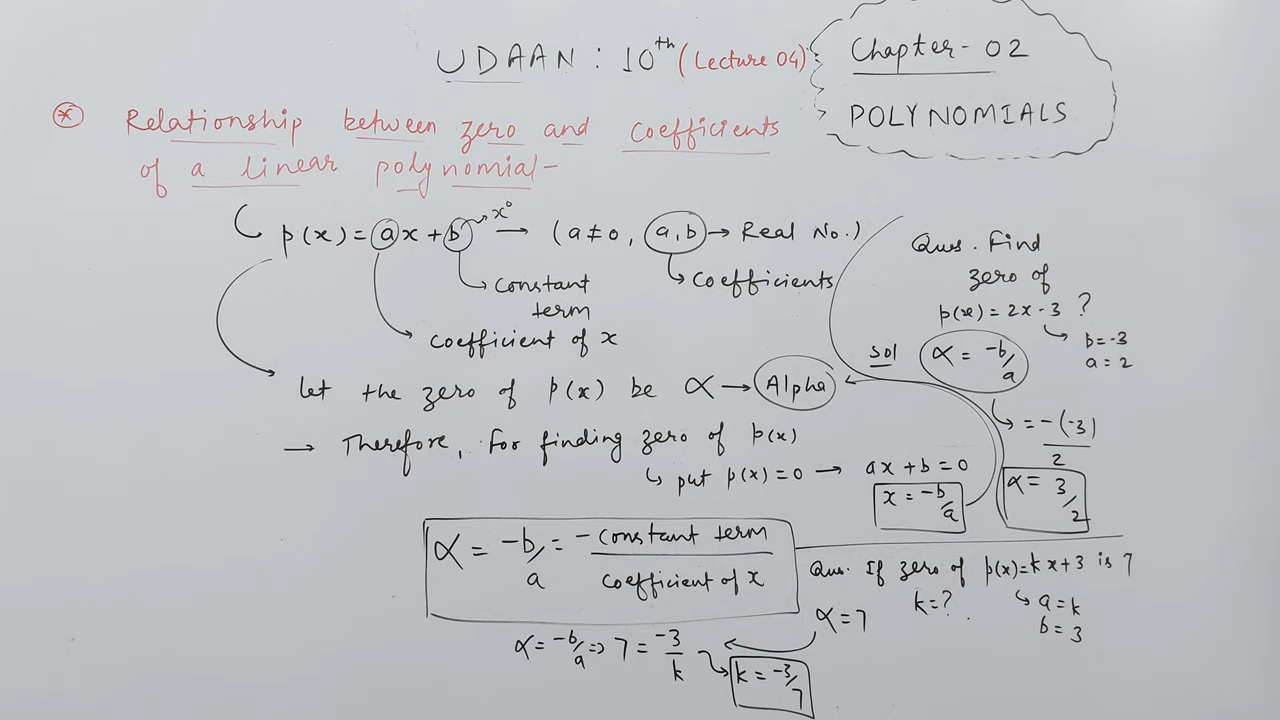 UDAAN : 10th (Lecture 04)
Chapter - 02
POLYNOMIALS
* Relationship between zero and coefficients
of a linear polynomial -
p(x) = ax + b → x° → (a ≠ 0, a, b → Real No.)
constant
term
coefficients
coefficient of x
let the zero of p(x) be α → Alpha
→ Therefore, For finding zero of p(x)
↳ put p(x) = 0 → ax + b = 0
x = -b/a
α = -b/a = - constant term / coefficient of x
Ques. Find
zero of
p(x) = 2x - 3 ?
b = -3
a = 2
Sol α = -b/a
= -(-3)/2
α = 3/2
Ques. If zero of p(x) = kx + 3 is 7
k = ?
↳ a = k
b = 3
α = 7
α = -b/a ⇒ 7 = -3/k
k = -3/7